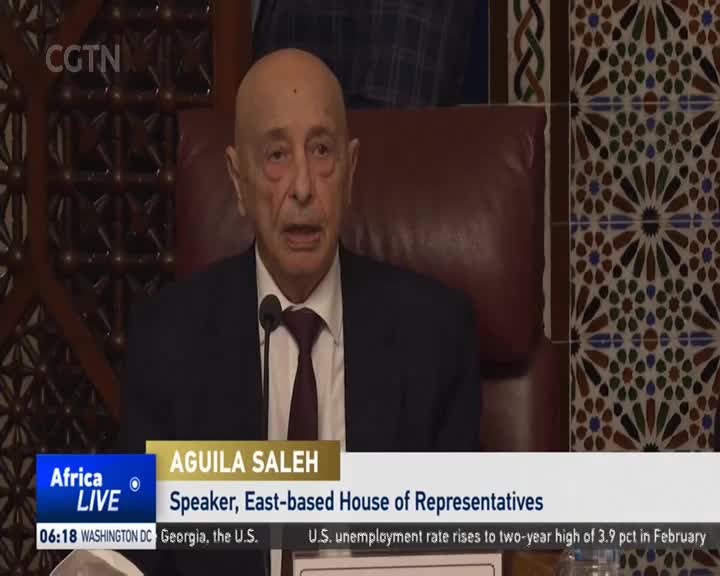 CGTN
AGUILA SALEH
Africa
LIVE
Speaker, East-based House of Representatives
06:18 WASHINGTON DC
Georgia, the U.S. U.S. unemployment rate rises to two-year high of 3.9 pct in February